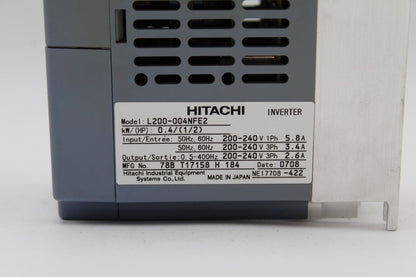 HITACHI INVERTER
Model: L200-004NFE2
kW/(HP): 0.4/(1/2)
Input/Entrée: 50Hz, 60Hz 200-240 V 1Ph 5.8 A
50Hz, 60Hz 200-240 V 3Ph 3.4 A
Output/Sortie: 0.5-400Hz 200-240 V 3Ph 2.6 A
MFG No. 78B T17158 H 184 Date: 0708
Hitachi Industrial Equipment Systems Co., Ltd. MADE IN JAPAN NE17708 -422